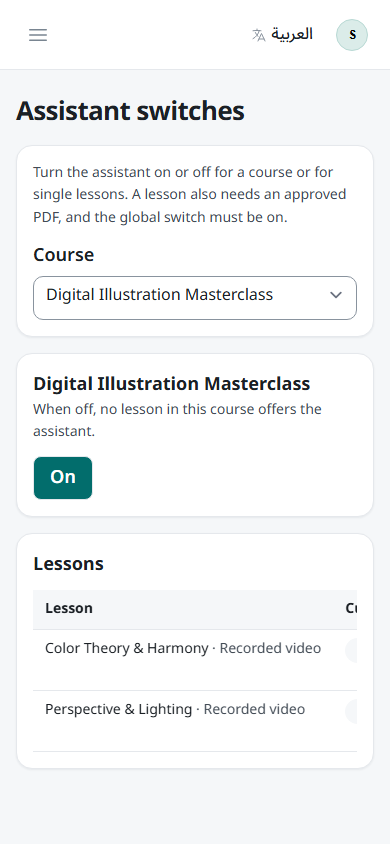 العربية
S
Assistant switches
Turn the assistant on or off for a course or for
single lessons. A lesson also needs an approved
PDF, and the global switch must be on.
Course
Digital Illustration Masterclass
Digital Illustration Masterclass
When off, no lesson in this course offers the
assistant.
On
Lessons
Lesson
Color Theory & Harmony · Recorded video
Perspective & Lighting · Recorded video